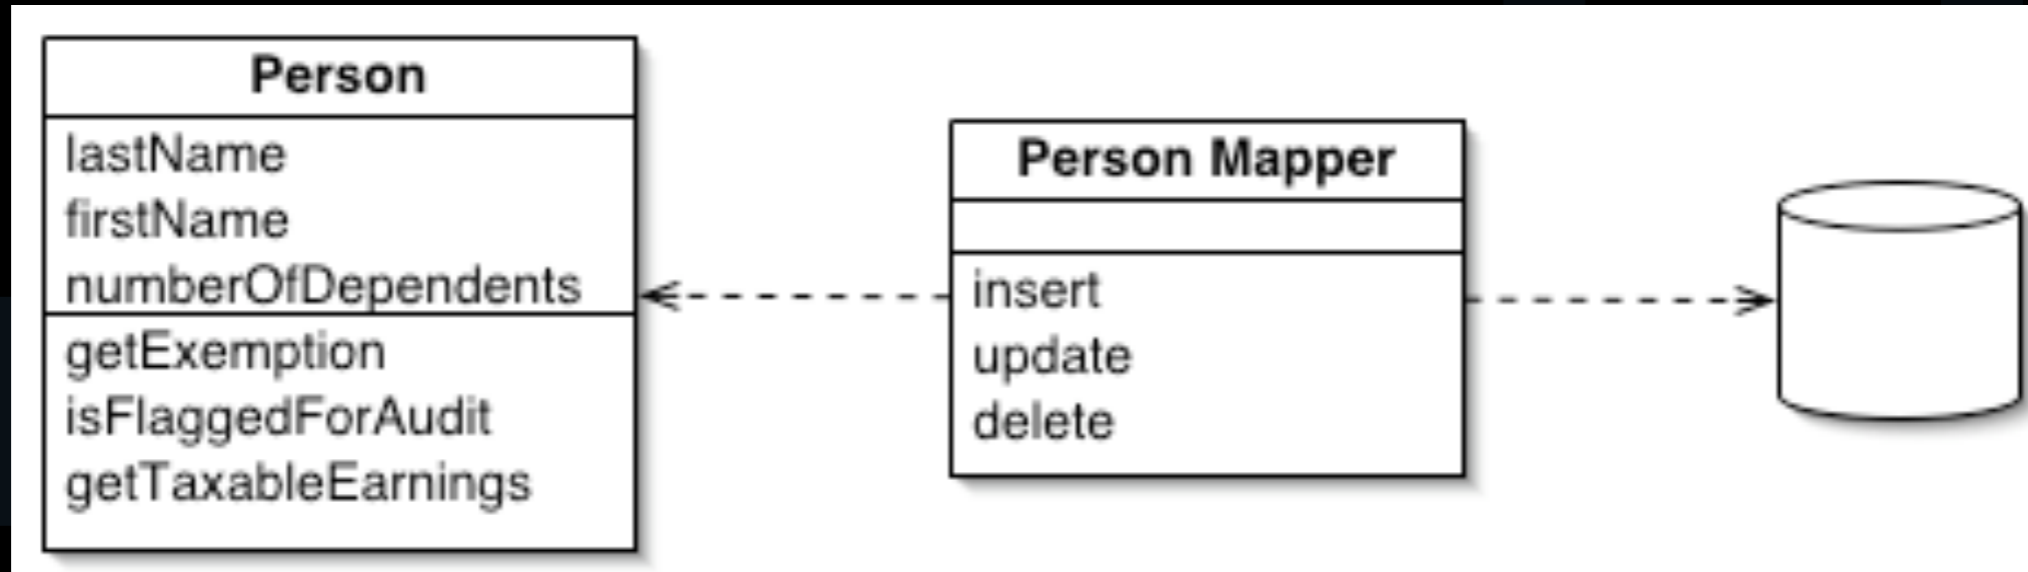 Person
lastName
firstName
numberOfDependents
getExemption
isFlaggedForAudit
getTaxableEarnings
Person Mapper
insert
update
delete